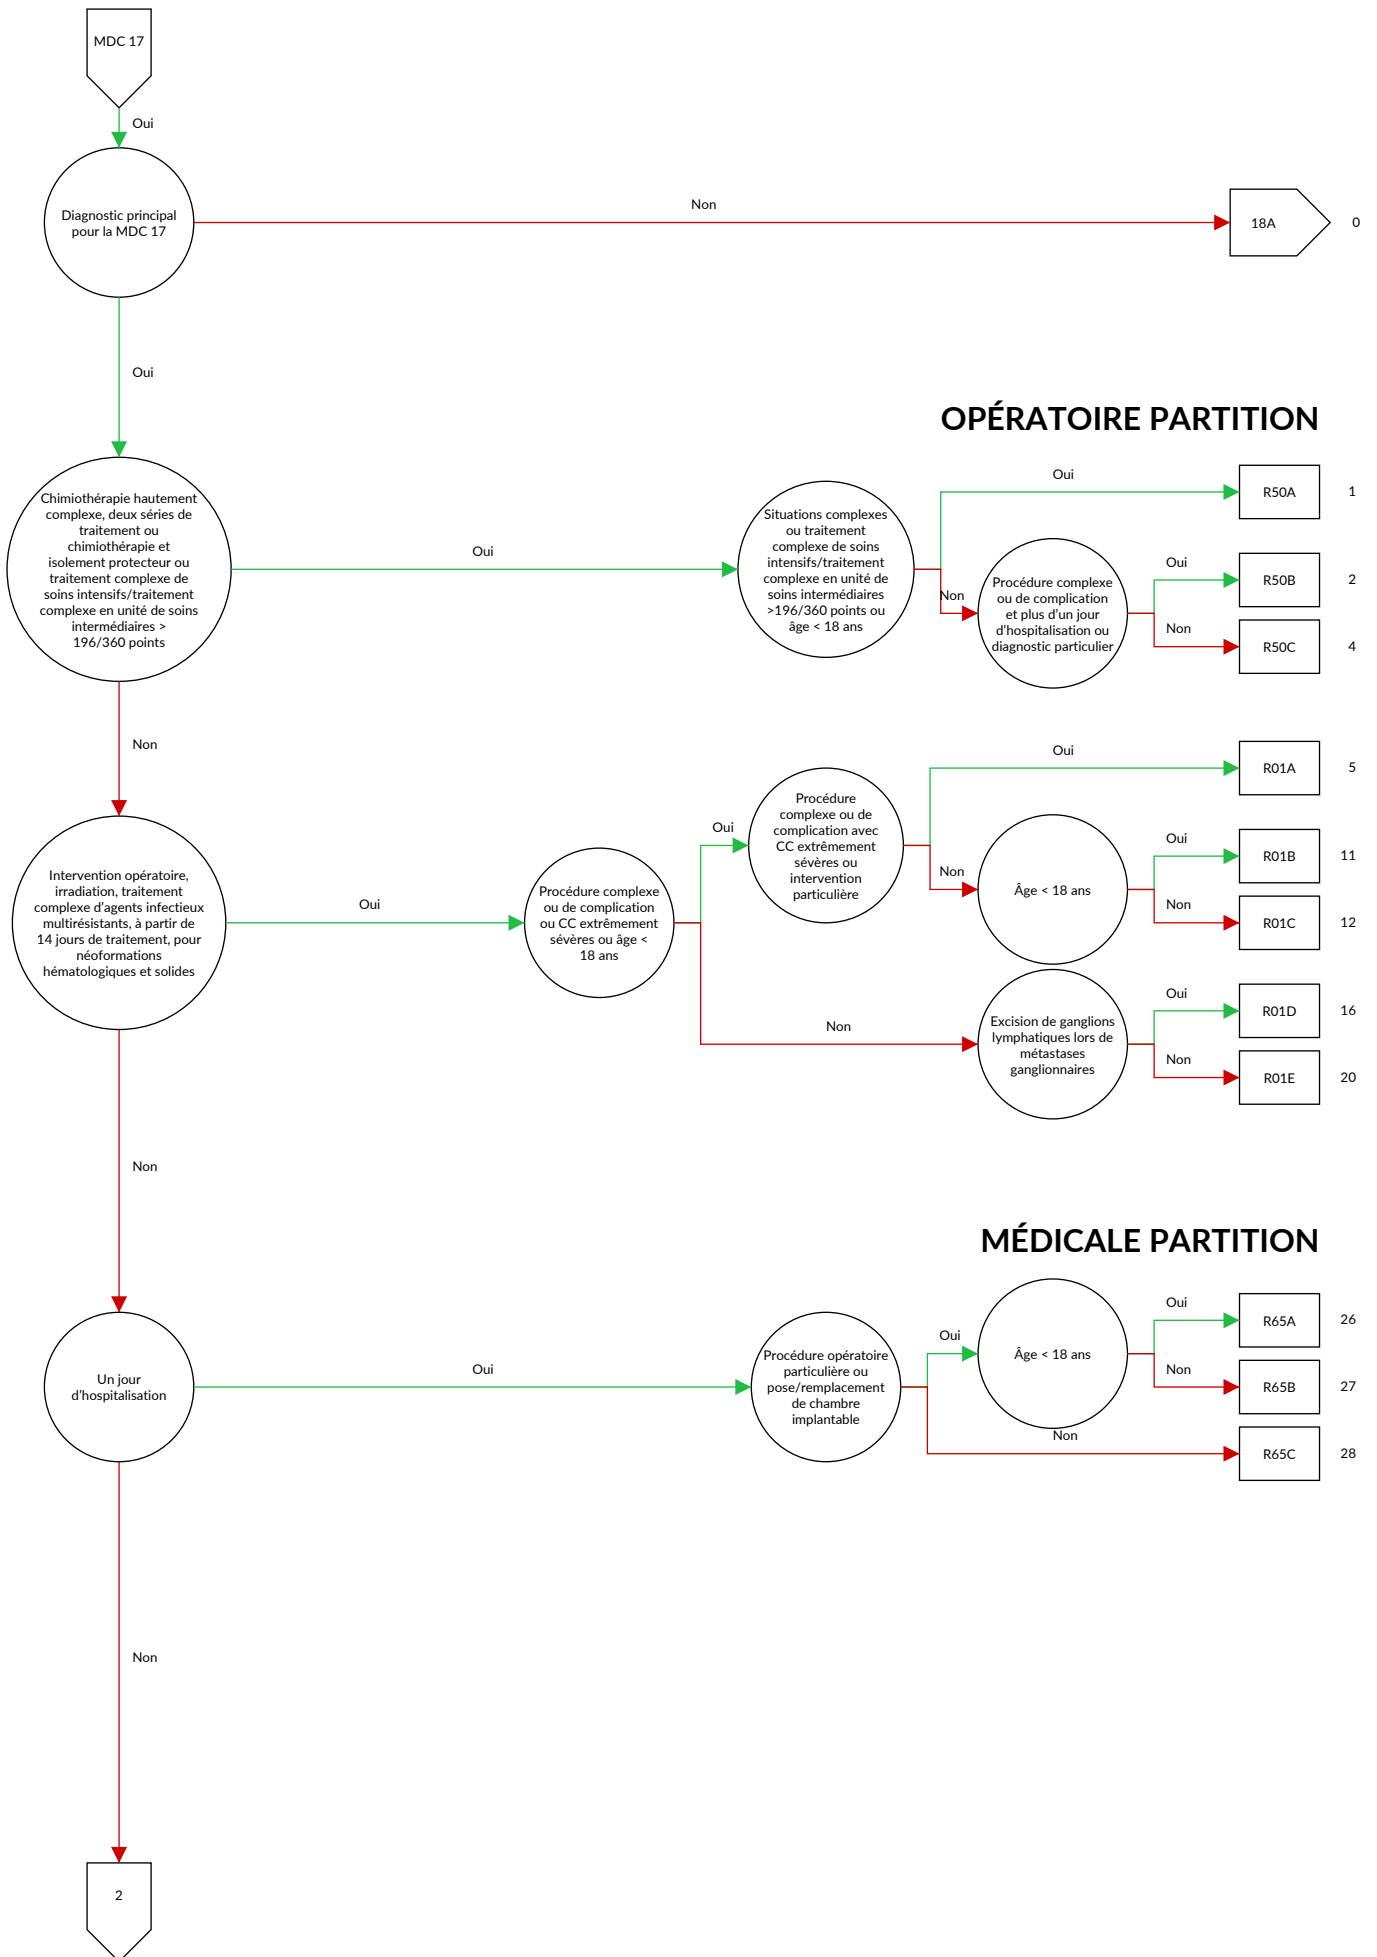 MDC 17
Oui
Diagnostic principal
pour la MDC 17
Non
18A
0
Oui
OPÉRATOIRE PARTITION
Chimiothérapie hautement
complexe, deux séries de
traitement ou
chimiothérapie et
isolement protecteur ou
traitement complexe de
soins intensifs/traitement
complexe en unité de soins
intermédiaires >
196/360 points
Oui
Situations complexes
ou traitement
complexe de soins
intensifs/traitement
complexe en unité de
soins intermédiaires
>196/360 points ou
âge < 18 ans
Oui
R50A
1
Non
Procédure complexe
ou de complication
et plus d'un jour
d'hospitalisation ou
diagnostic particulier
Oui
R50B
2
Non
R50C
4
Non
Intervention opératoire,
irradiation, traitement
complexe d'agents infectieux
multirésistants, à partir de
14 jours de traitement, pour
néoformations
hématologiques et solides
Oui
Procédure complexe
ou de complication
ou CC extrêmement
sévères ou âge <
18 ans
Oui
Procédure
complexe ou de
complication avec
CC extrêmement
sévères ou
intervention
particulière
Oui
R01A
5
Non
Âge < 18 ans
Oui
R01B
11
Non
R01C
12
Non
Excision de ganglions
lymphatiques lors de
métastases
ganglionnaires
Oui
R01D
16
Non
R01E
20
Non
MÉDICALE PARTITION
Un jour
d'hospitalisation
Oui
Procédure opératoire
particulière ou
pose/remplacement
de chambre
implantable
Oui
Âge < 18 ans
Oui
R65A
26
Non
R65B
27
Non
R65C
28
Non
2